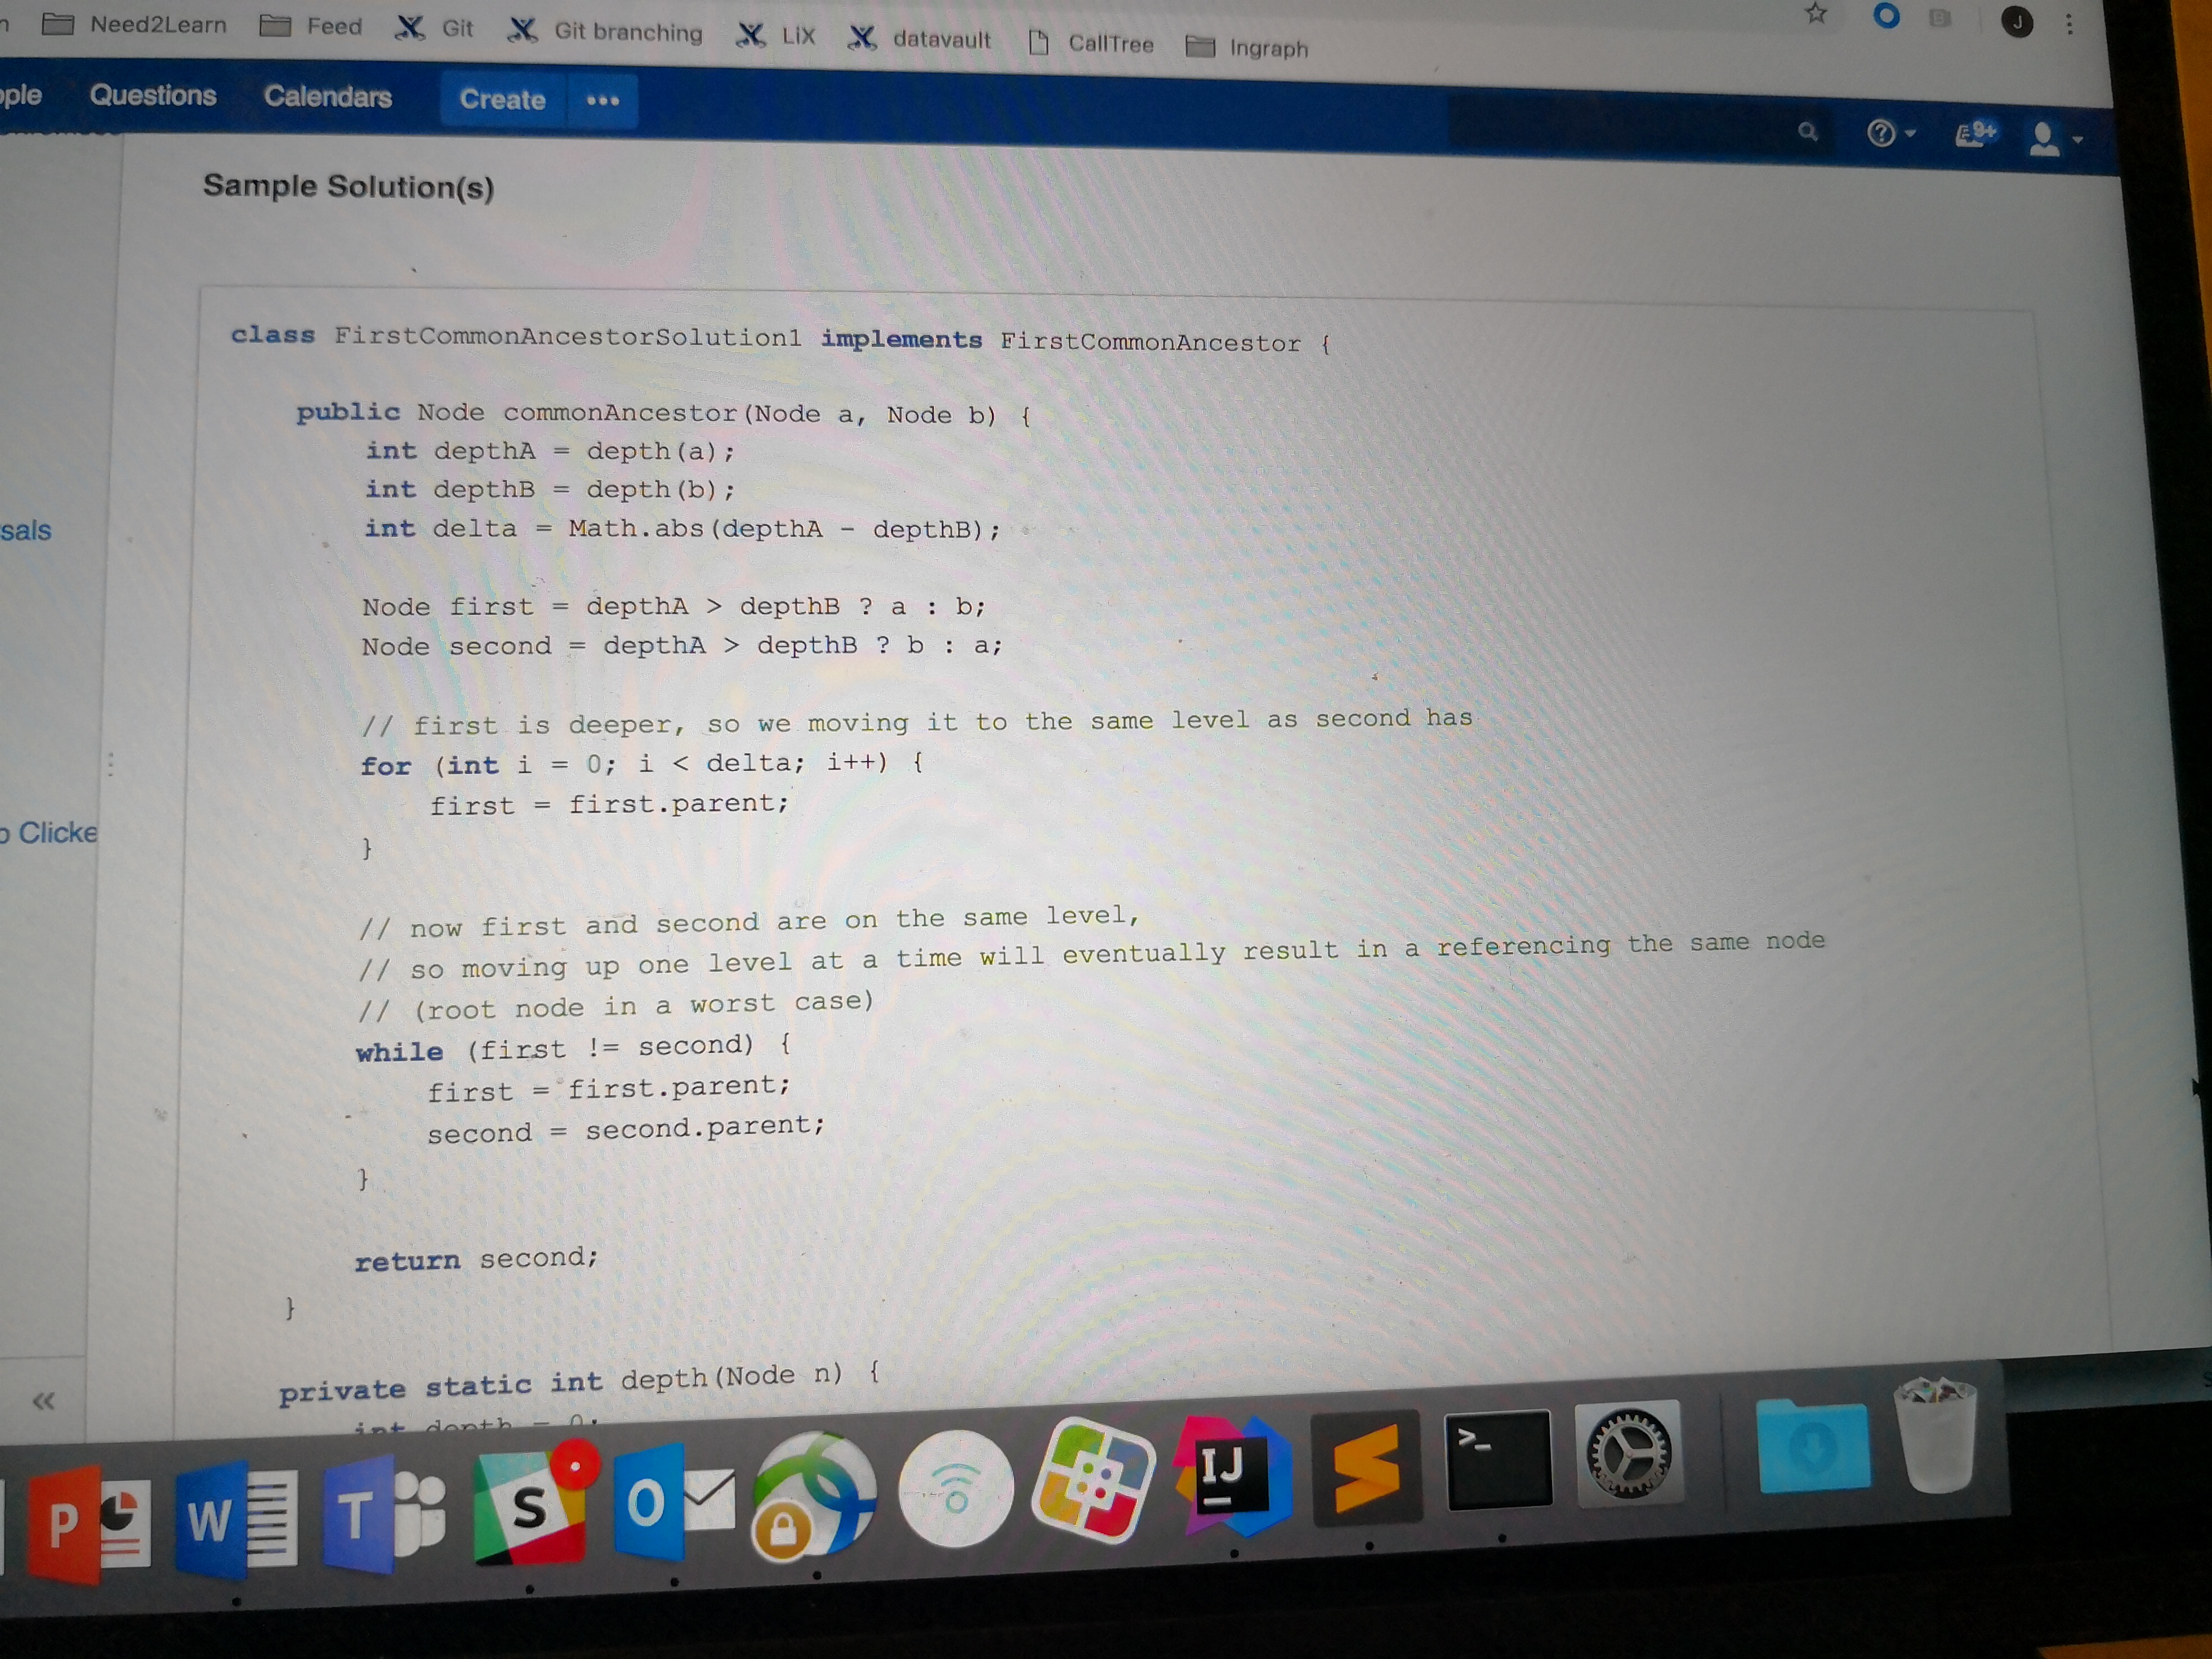 Need2Learn Feed Git Git branching LiX datavault CallTree Ingraph J
Questions Calendars Create ••• 9+
Sample Solution(s)
class FirstCommonAncestorSolution1 implements FirstCommonAncestor {
public Node commonAncestor(Node a, Node b) {
int depthA = depth(a);
int depthB = depth(b);
int delta = Math.abs(depthA - depthB);
Node first = depthA > depthB ? a : b;
Node second = depthA > depthB ? b : a;
// first is deeper, so we moving it to the same level as second has
for (int i = 0; i < delta; i++) {
first = first.parent;
}
// now first and second are on the same level,
// so moving up one level at a time will eventually result in a referencing the same node
// (root node in a worst case)
while (first != second) {
first = first.parent;
second = second.parent;
}
return second;
}
private static int depth(Node n) {
int depth = 0;
sals
Clicke
«
P W T S O IJ >_